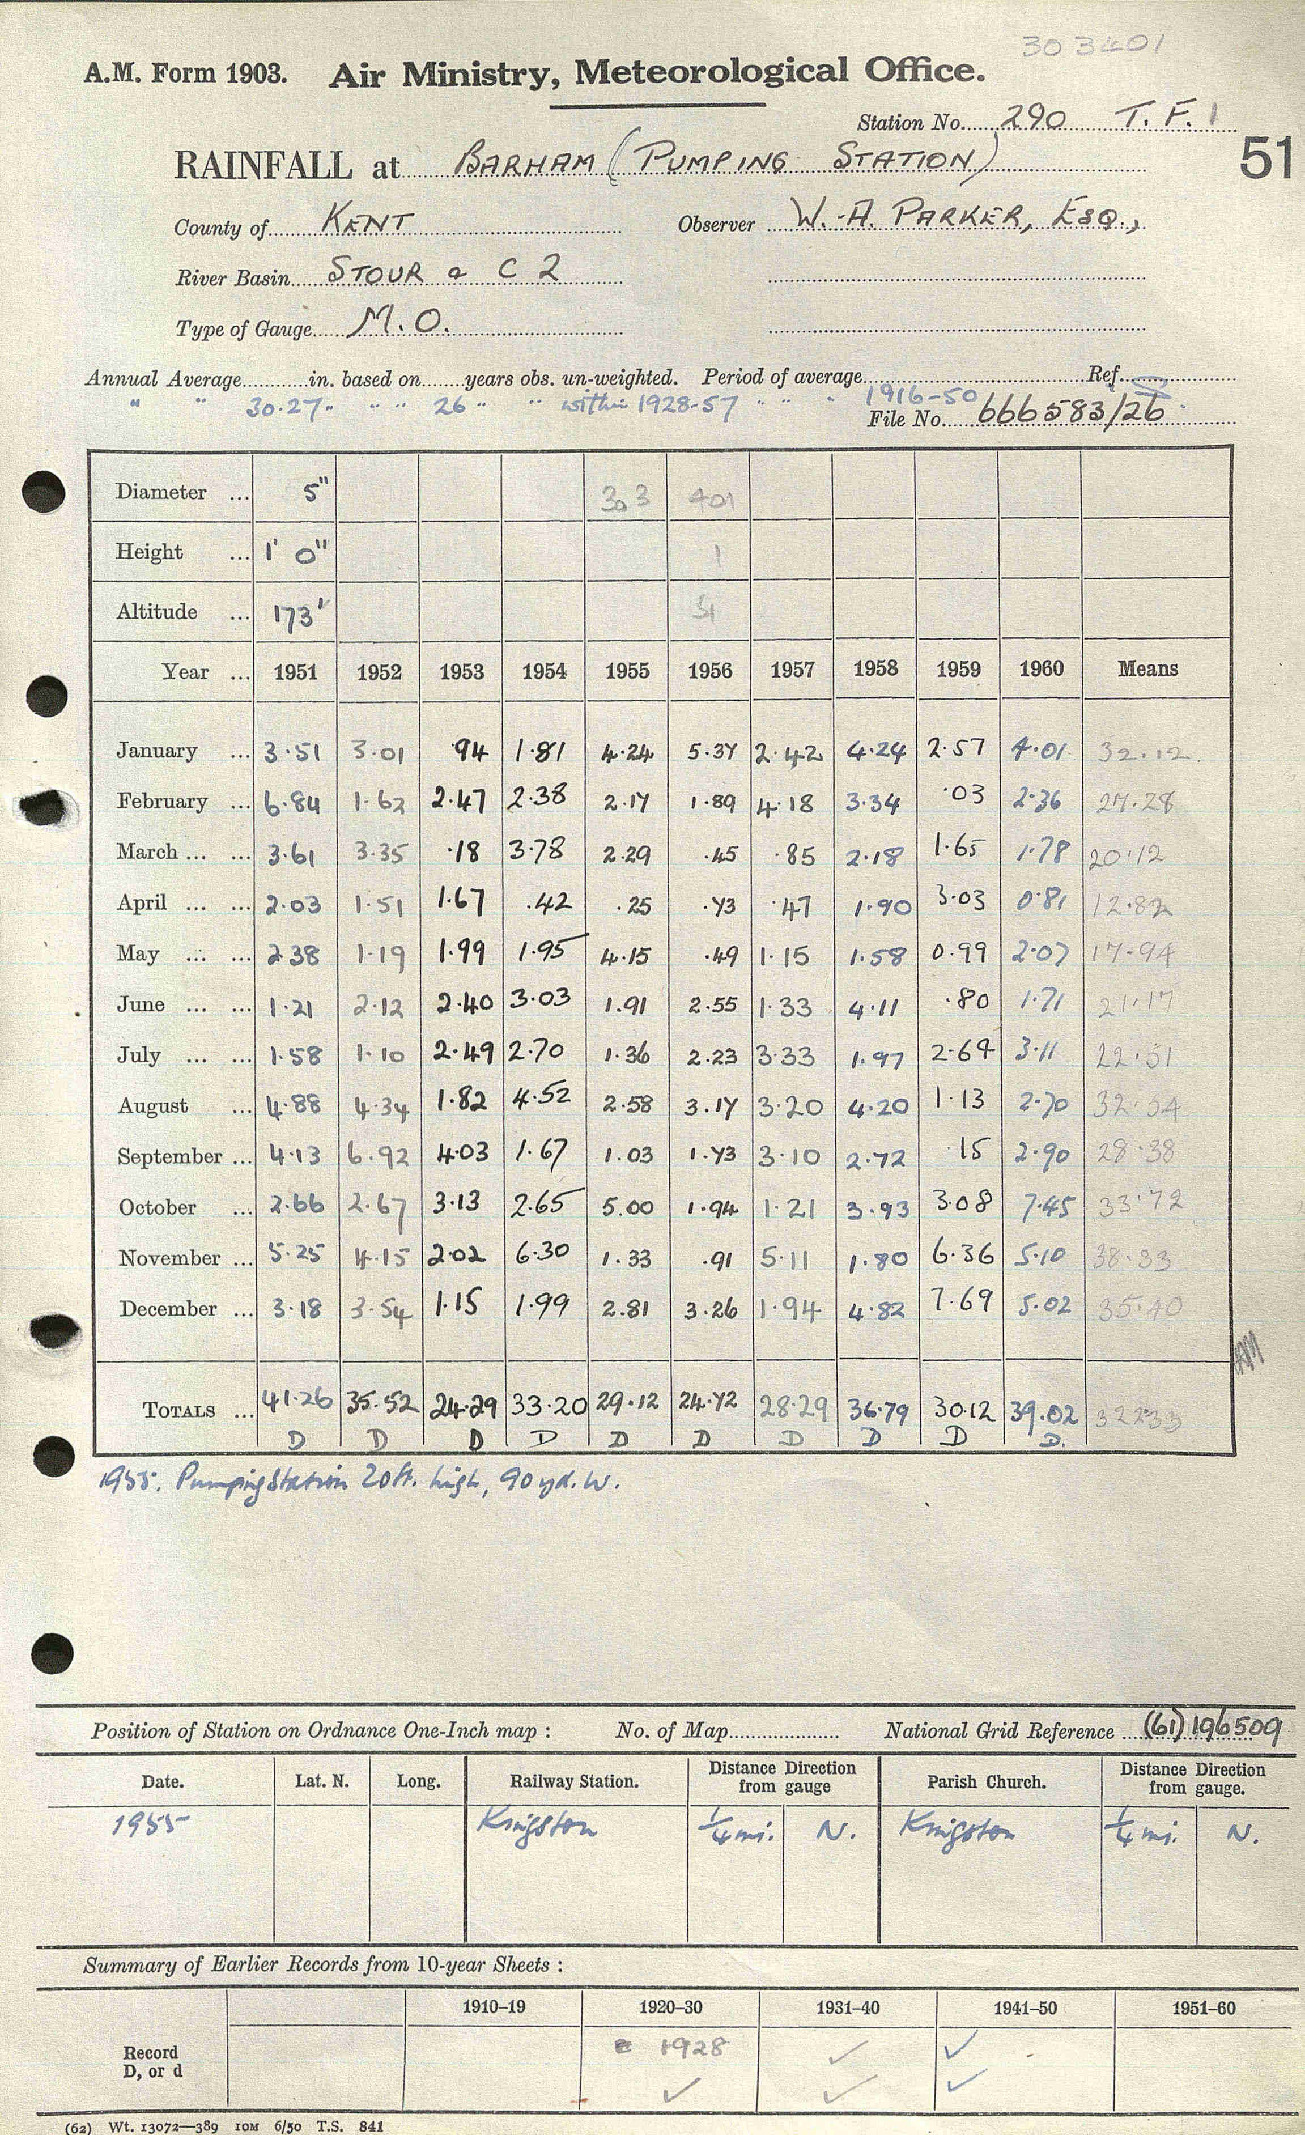 303401
A.M. Form 1903. Air Ministry, Meteorological Office.
Station No. 290 T.F.1
51
RAINFALL at BARHAM (PUMPING STATION)
County of KENT Observer W.A. PARKER, ESQ.,
River Basin STOUR & C 2
Type of Gauge M.O.
Annual Average in. based on years obs. un-weighted. Period of average Ref.
" " 30.27 " " " 26 " " within 1928-57 " " " 1916-50
File No. 666583/26
Diameter ... 5" 303 401
Height ... 1' 0" 1
Altitude ... 173'
Year ... 1951 1952 1953 1954 1955 1956 1957 1958 1959 1960 Means
January ... 3.51 3.01 .94 1.81 4.24 5.37 2.42 4.24 2.57 4.01 32.12
February ... 6.84 1.62 2.47 2.38 2.17 1.89 4.18 3.34 .03 2.36 27.28
March ... ... 3.61 3.35 .18 3.78 2.29 .45 .85 2.18 1.65 1.78 20.12
April ... ... 2.03 1.51 1.67 .42 .25 .73 .47 1.90 3.03 0.81 12.82
May ... ... 2.38 1.19 1.99 1.95 4.15 .49 1.15 1.58 0.99 2.07 17.94
June ... ... 1.21 2.12 2.40 3.03 1.91 2.55 1.33 4.11 .80 1.71 21.17
July ... ... 1.58 1.10 2.49 2.70 1.36 2.23 3.33 1.97 2.64 3.11 22.51
August ... 4.88 4.34 1.82 4.52 2.58 3.17 3.20 4.20 1.13 2.70 32.54
September ... 4.13 6.92 4.03 1.67 1.03 1.73 3.10 2.72 .15 2.90 28.38
October ... 2.66 2.67 3.13 2.65 5.00 1.94 1.21 3.93 3.08 7.45 33.72
November ... 5.25 4.15 2.02 6.30 1.33 .91 5.11 1.80 6.36 5.10 38.33
December ... 3.18 3.54 1.15 1.99 2.81 3.26 1.94 4.82 7.69 5.02 35.40
TOTALS ... 41.26 35.52 24.29 33.20 29.12 24.72 28.29 36.79 30.12 39.02 322.33
D D D D D D D D D D.
1955: Pumping Station 20ft. high, 90 yd. W.
Position of Station on Ordnance One-Inch map : No. of Map National Grid Reference (61) 196509
Date. Lat. N. Long. Railway Station. Distance Direction from gauge Parish Church. Distance Direction from gauge.
1955 Kingston 1/4 mi. N. Kingston 1/4 mi. N.
Summary of Earlier Records from 10-year Sheets :
1910–19 1920–30 1931–40 1941–50 1951–60
Record 1928 ✓ ✓
D, or d ✓ ✓ ✓
(62) Wt. 13072—389 10M 6/50 T.S. 841